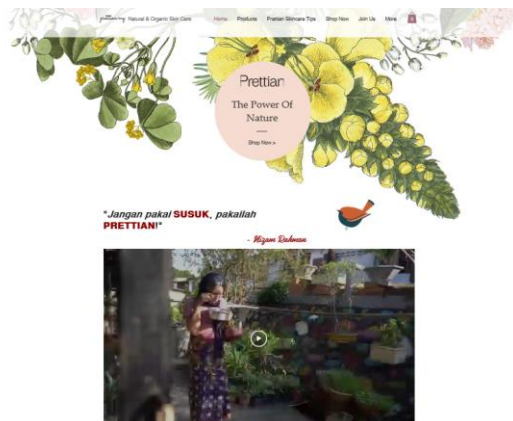 Natural & Organic Skin Care
Home Products Prettian Skincare Tips Shop Now Join Us More
Prettian
The Power Of
Nature
Shop Now >
"Jangan pakai SUSUK, pakailah
PRETTIAN!"
- Nizam Rahman